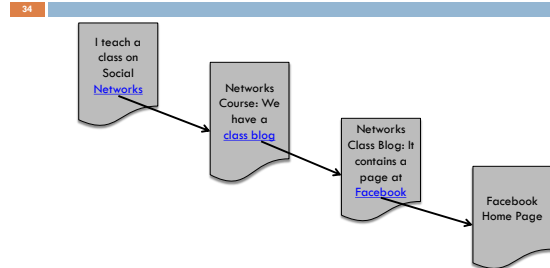 34
I teach a
class on
Social
Networks
Networks
Course: We
have a
class blog
Networks
Class Blog: It
contains a
page at
Facebook
Facebook
Home Page